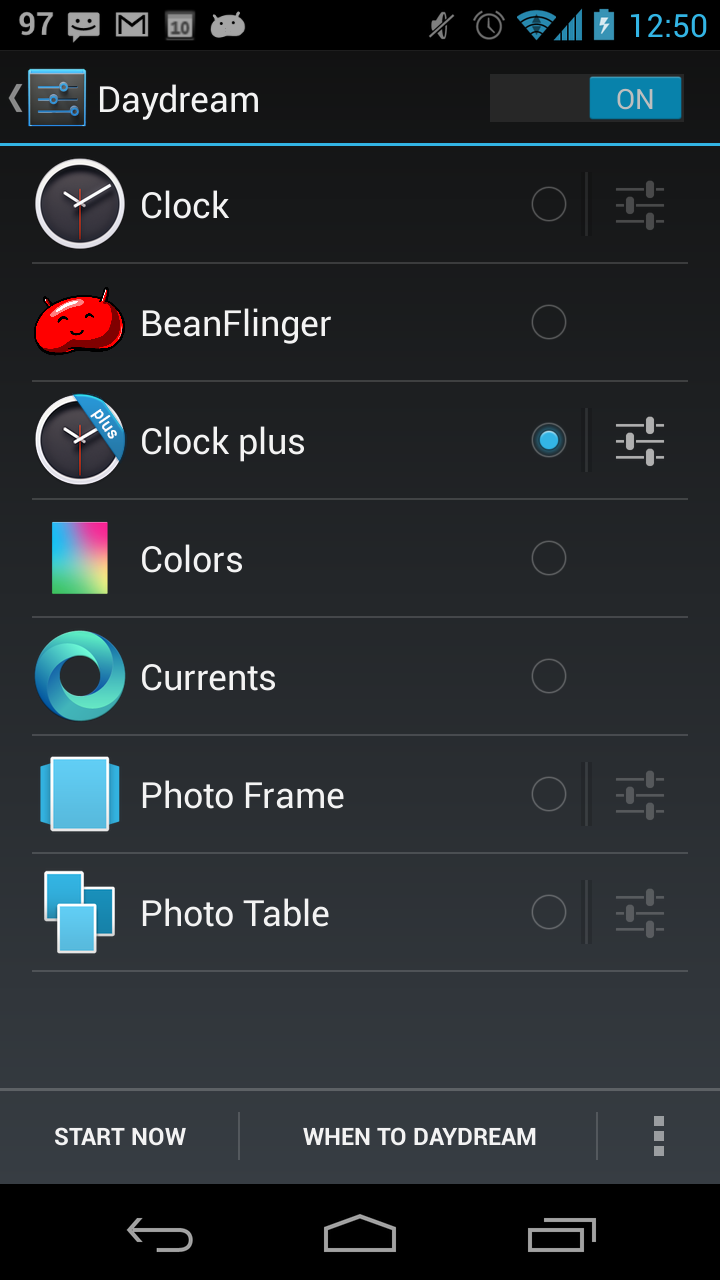 97 10 12:50
Daydream ON
Clock
BeanFlinger
plus
Clock plus
Colors
Currents
Photo Frame
Photo Table
START NOW WHEN TO DAYDREAM